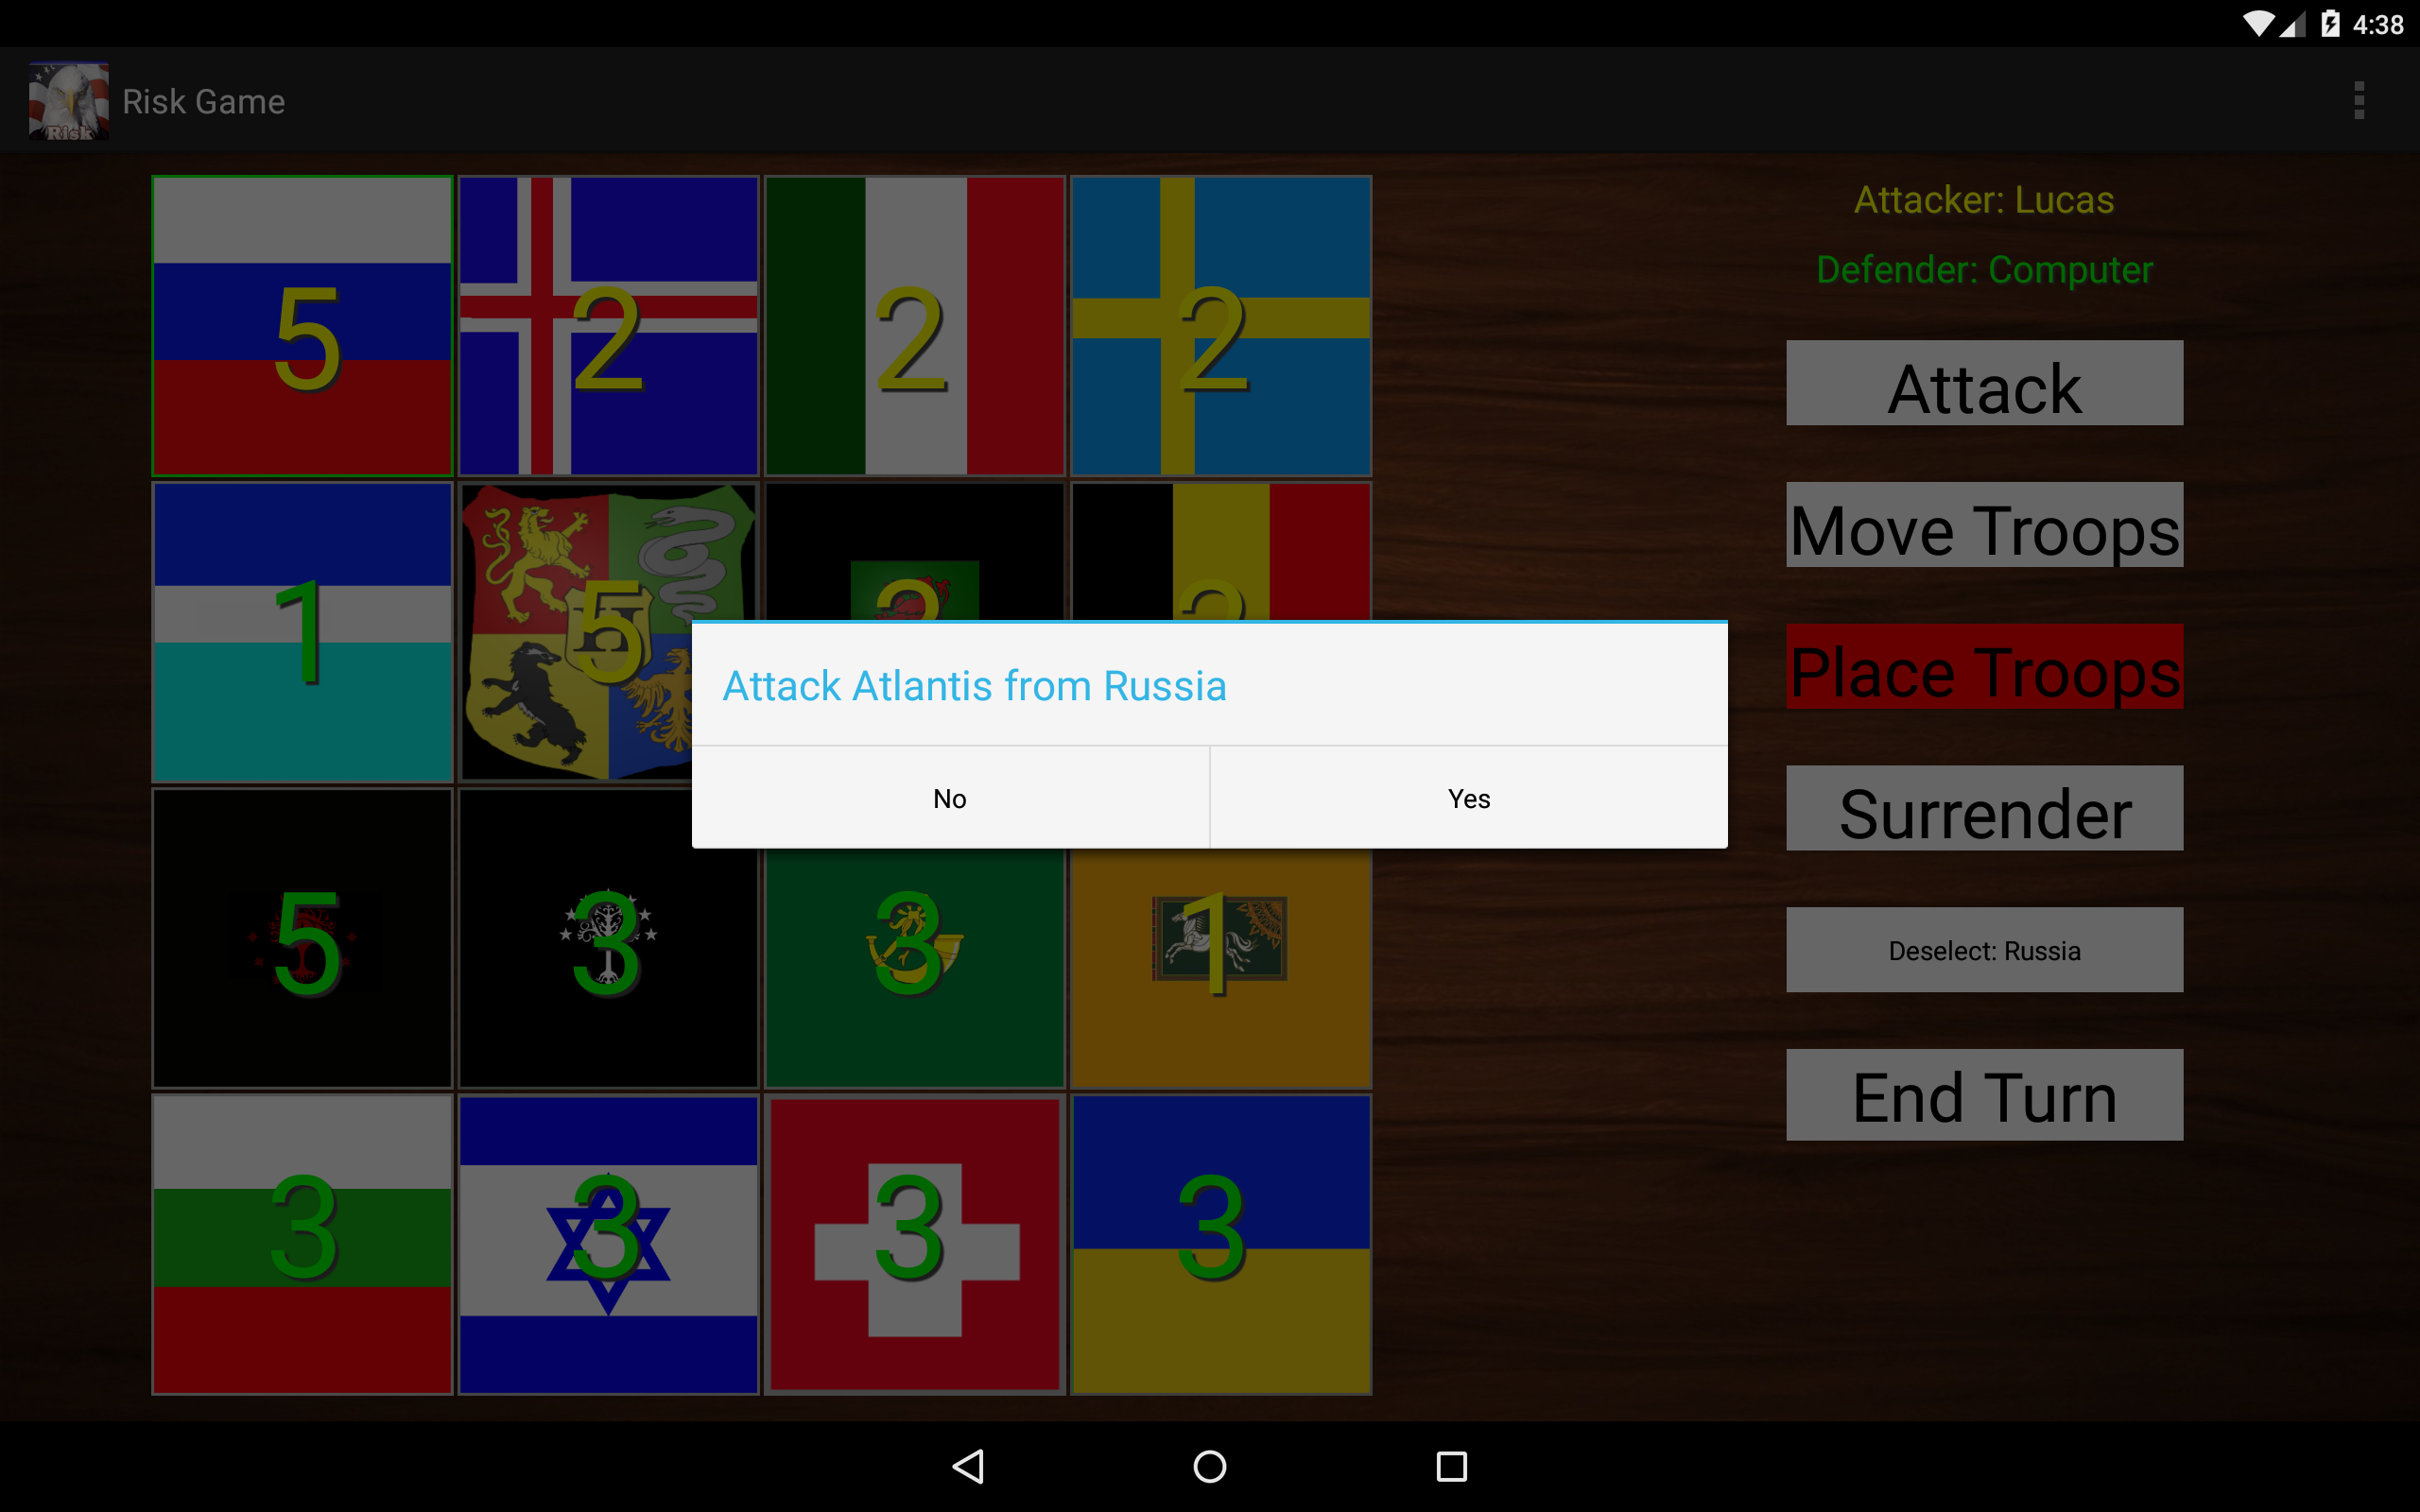 4:38
Risk Game
Risk
Attacker: Lucas
Defender: Computer
5 2 2 2
Attack
Move Troops
1 5
Attack Atlantis from Russia
Place Troops
No Yes
Surrender
5 3 3 1
Deselect: Russia
End Turn
3 3 3 3